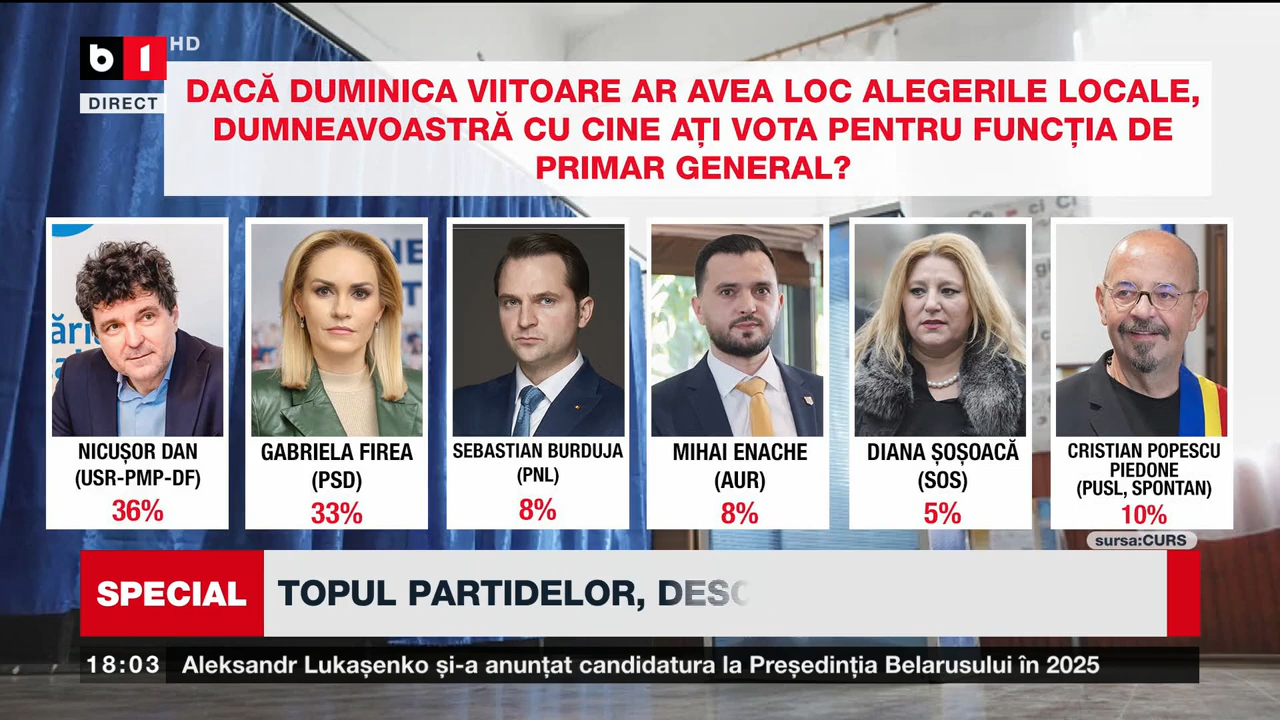 b1 HD
DIRECT
DACĂ DUMINICA VIITOARE AR AVEA LOC ALEGERILE LOCALE,
DUMNEAVOASTRĂ CU CINE AȚI VOTA PENTRU FUNCȚIA DE
PRIMAR GENERAL?
NICUȘOR DAN
(USR-PMP-DF)
36%
GABRIELA FIREA
(PSD)
33%
SEBASTIAN BURDUJA
(PNL)
8%
MIHAI ENACHE
(AUR)
8%
DIANA ȘOȘOACĂ
(SOS)
5%
CRISTIAN POPESCU
PIEDONE
(PUSL, SPONTAN)
10%
sursa:CURS
SPECIAL
TOPUL PARTIDELOR, DESC
18:03 Aleksandr Lukașenko și-a anunțat candidatura la Președinția Belarusului în 2025